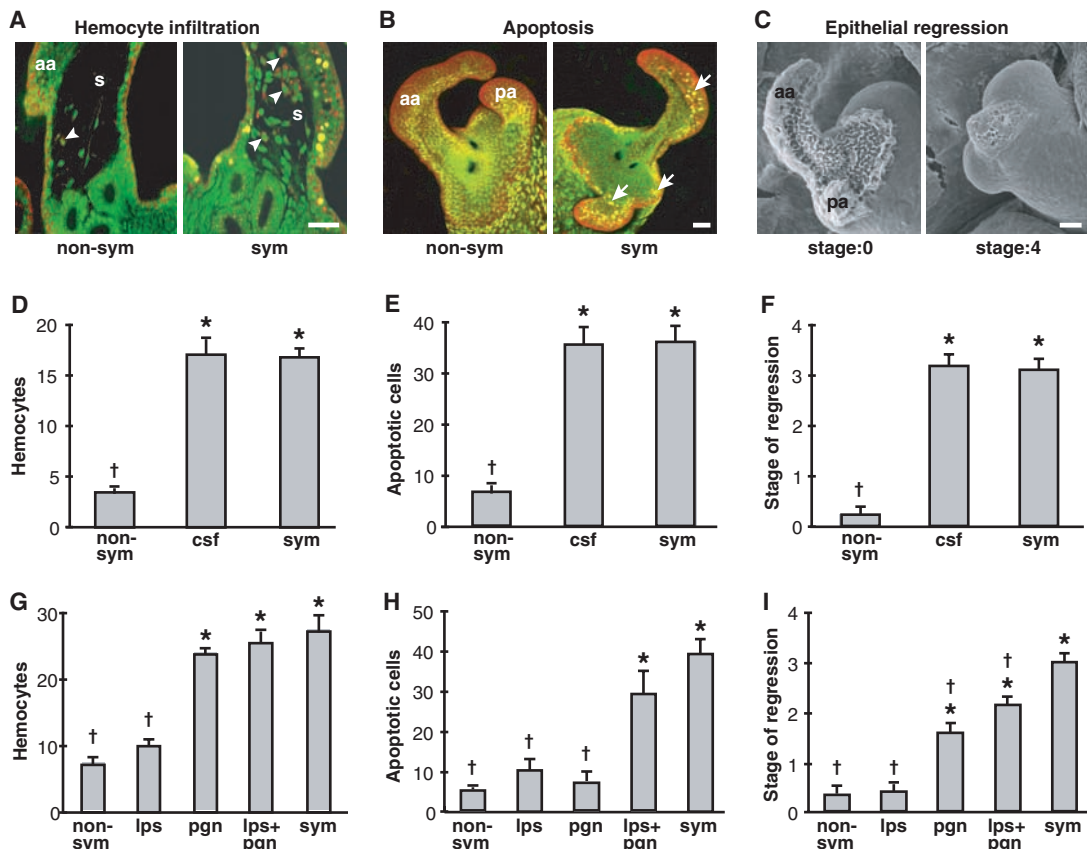 A Hemocyte infiltration
aa
s
s
non-sym
sym
B Apoptosis
aa
pa
non-sym
sym
C Epithelial regression
aa
pa
stage:0
stage:4
D
Hemocytes
20
15
10
5
0
†
*
*
non-
sym
csf
sym
E
Apoptotic cells
40
30
20
10
0
†
*
*
non-
sym
csf
sym
F
Stage of regression
4
3
2
1
0
†
*
*
non-
sym
csf
sym
G
Hemocytes
30
20
10
0
†
†
*
*
*
non-
sym
lps
pgn
lps+
pgn
sym
H
Apoptotic cells
50
40
30
20
10
0
†
†
†
*
*
non-
sym
lps
pgn
lps+
pgn
sym
I
Stage of regression
4
3
2
1
0
†
†
†
*
†
*
*
non-
sym
lps
pgn
lps+
pgn
sym